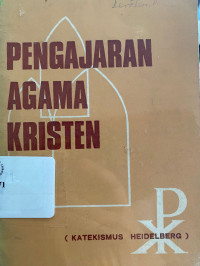 PENGAJARAN
AGAMA
KRISTEN
( KATEKISMUS HEIDELBERG )